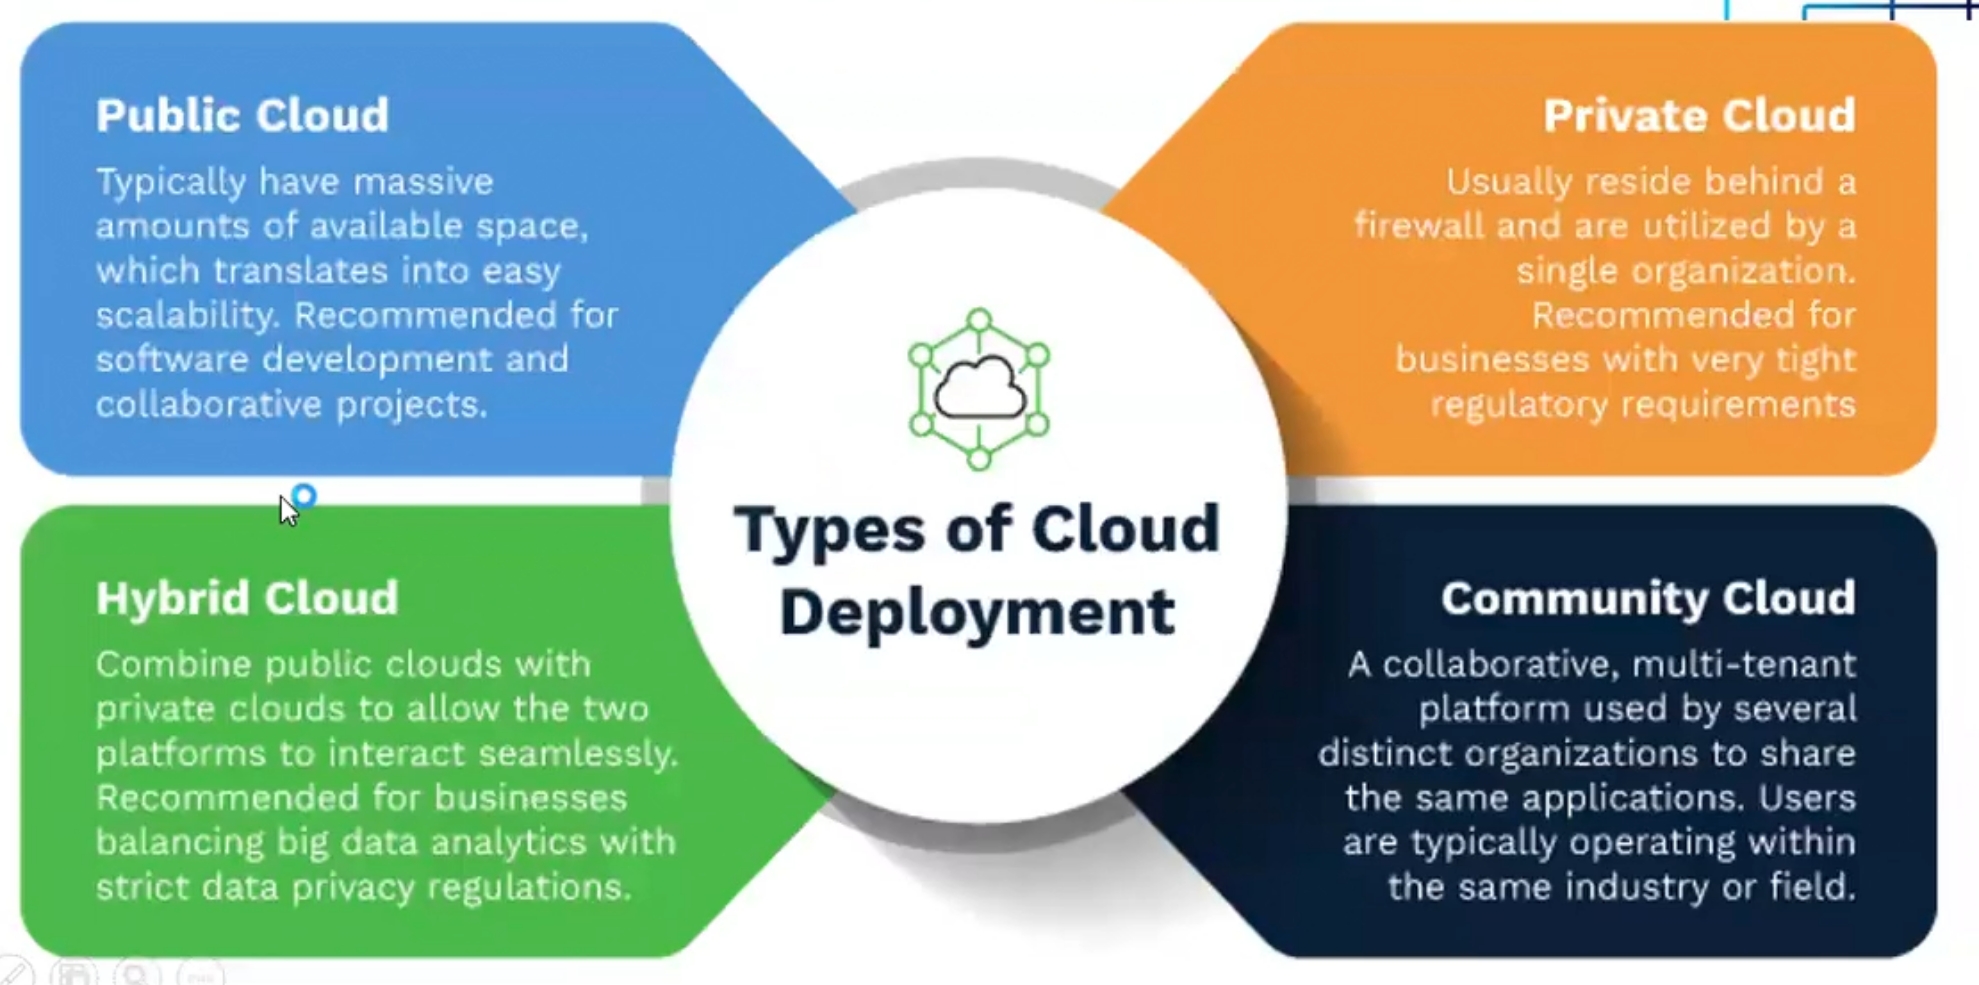 Public Cloud
Typically have massive
amounts of available space,
which translates into easy
scalability. Recommended for
software development and
collaborative projects.
Private Cloud
Usually reside behind a
firewall and are utilized by a
single organization.
Recommended for
businesses with very tight
regulatory requirements
Types of Cloud
Deployment
Hybrid Cloud
Combine public clouds with
private clouds to allow the two
platforms to interact seamlessly.
Recommended for businesses
balancing big data analytics with
strict data privacy regulations.
Community Cloud
A collaborative, multi-tenant
platform used by several
distinct organizations to share
the same applications. Users
are typically operating within
the same industry or field.